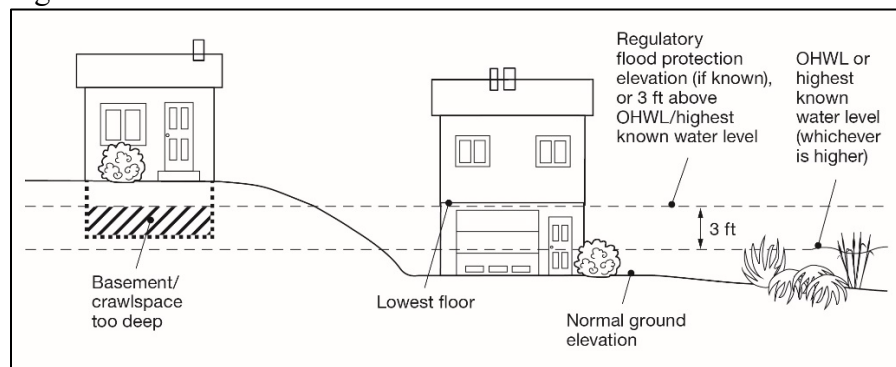 Regulatory
flood protection
elevation (if known),
or 3 ft above
OHWL/highest
known water level
OHWL or
highest
known
water level
(whichever
is higher)
3 ft
Basement/
crawlspace
too deep
Lowest floor
Normal ground
elevation